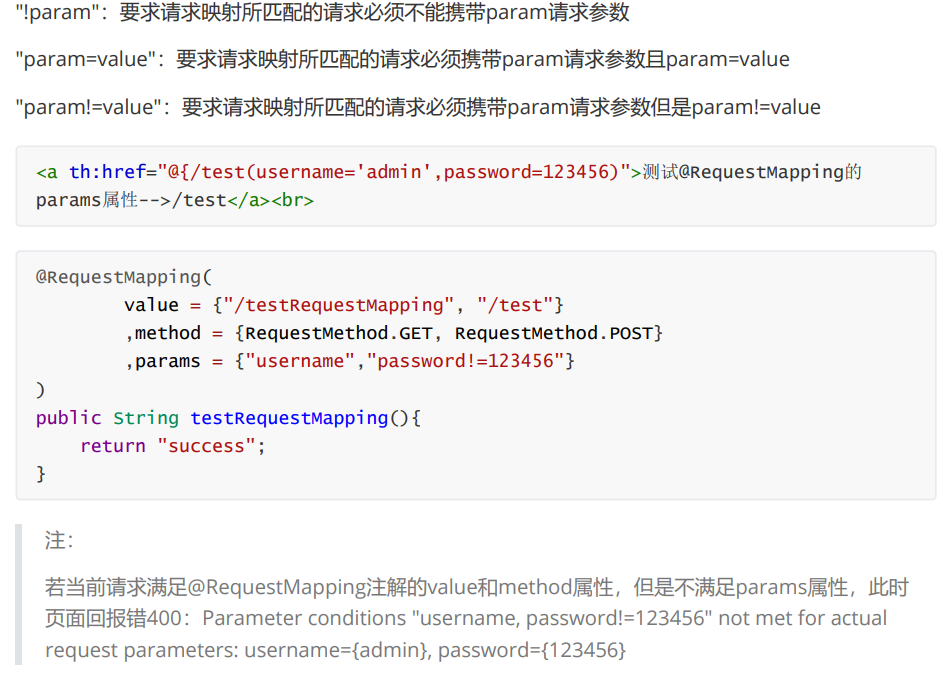 "!param"：要求请求映射所匹配的请求必须不能携带param请求参数
"param=value"：要求请求映射所匹配的请求必须携带param请求参数且param=value
"param!=value"：要求请求映射所匹配的请求必须携带param请求参数但是param!=value
<a th:href="@{/test(username='admin',password=123456)">测试@RequestMapping的
params属性-->/test</a><br>
@RequestMapping(
        value = {"/testRequestMapping", "/test"}
        ,method = {RequestMethod.GET, RequestMethod.POST}
        ,params = {"username","password!=123456"}
)
public String testRequestMapping(){
    return "success";
}
注：
若当前请求满足@RequestMapping注解的value和method属性，但是不满足params属性，此时
页面回报错400：Parameter conditions "username, password!=123456" not met for actual
request parameters: username={admin}, password={123456}